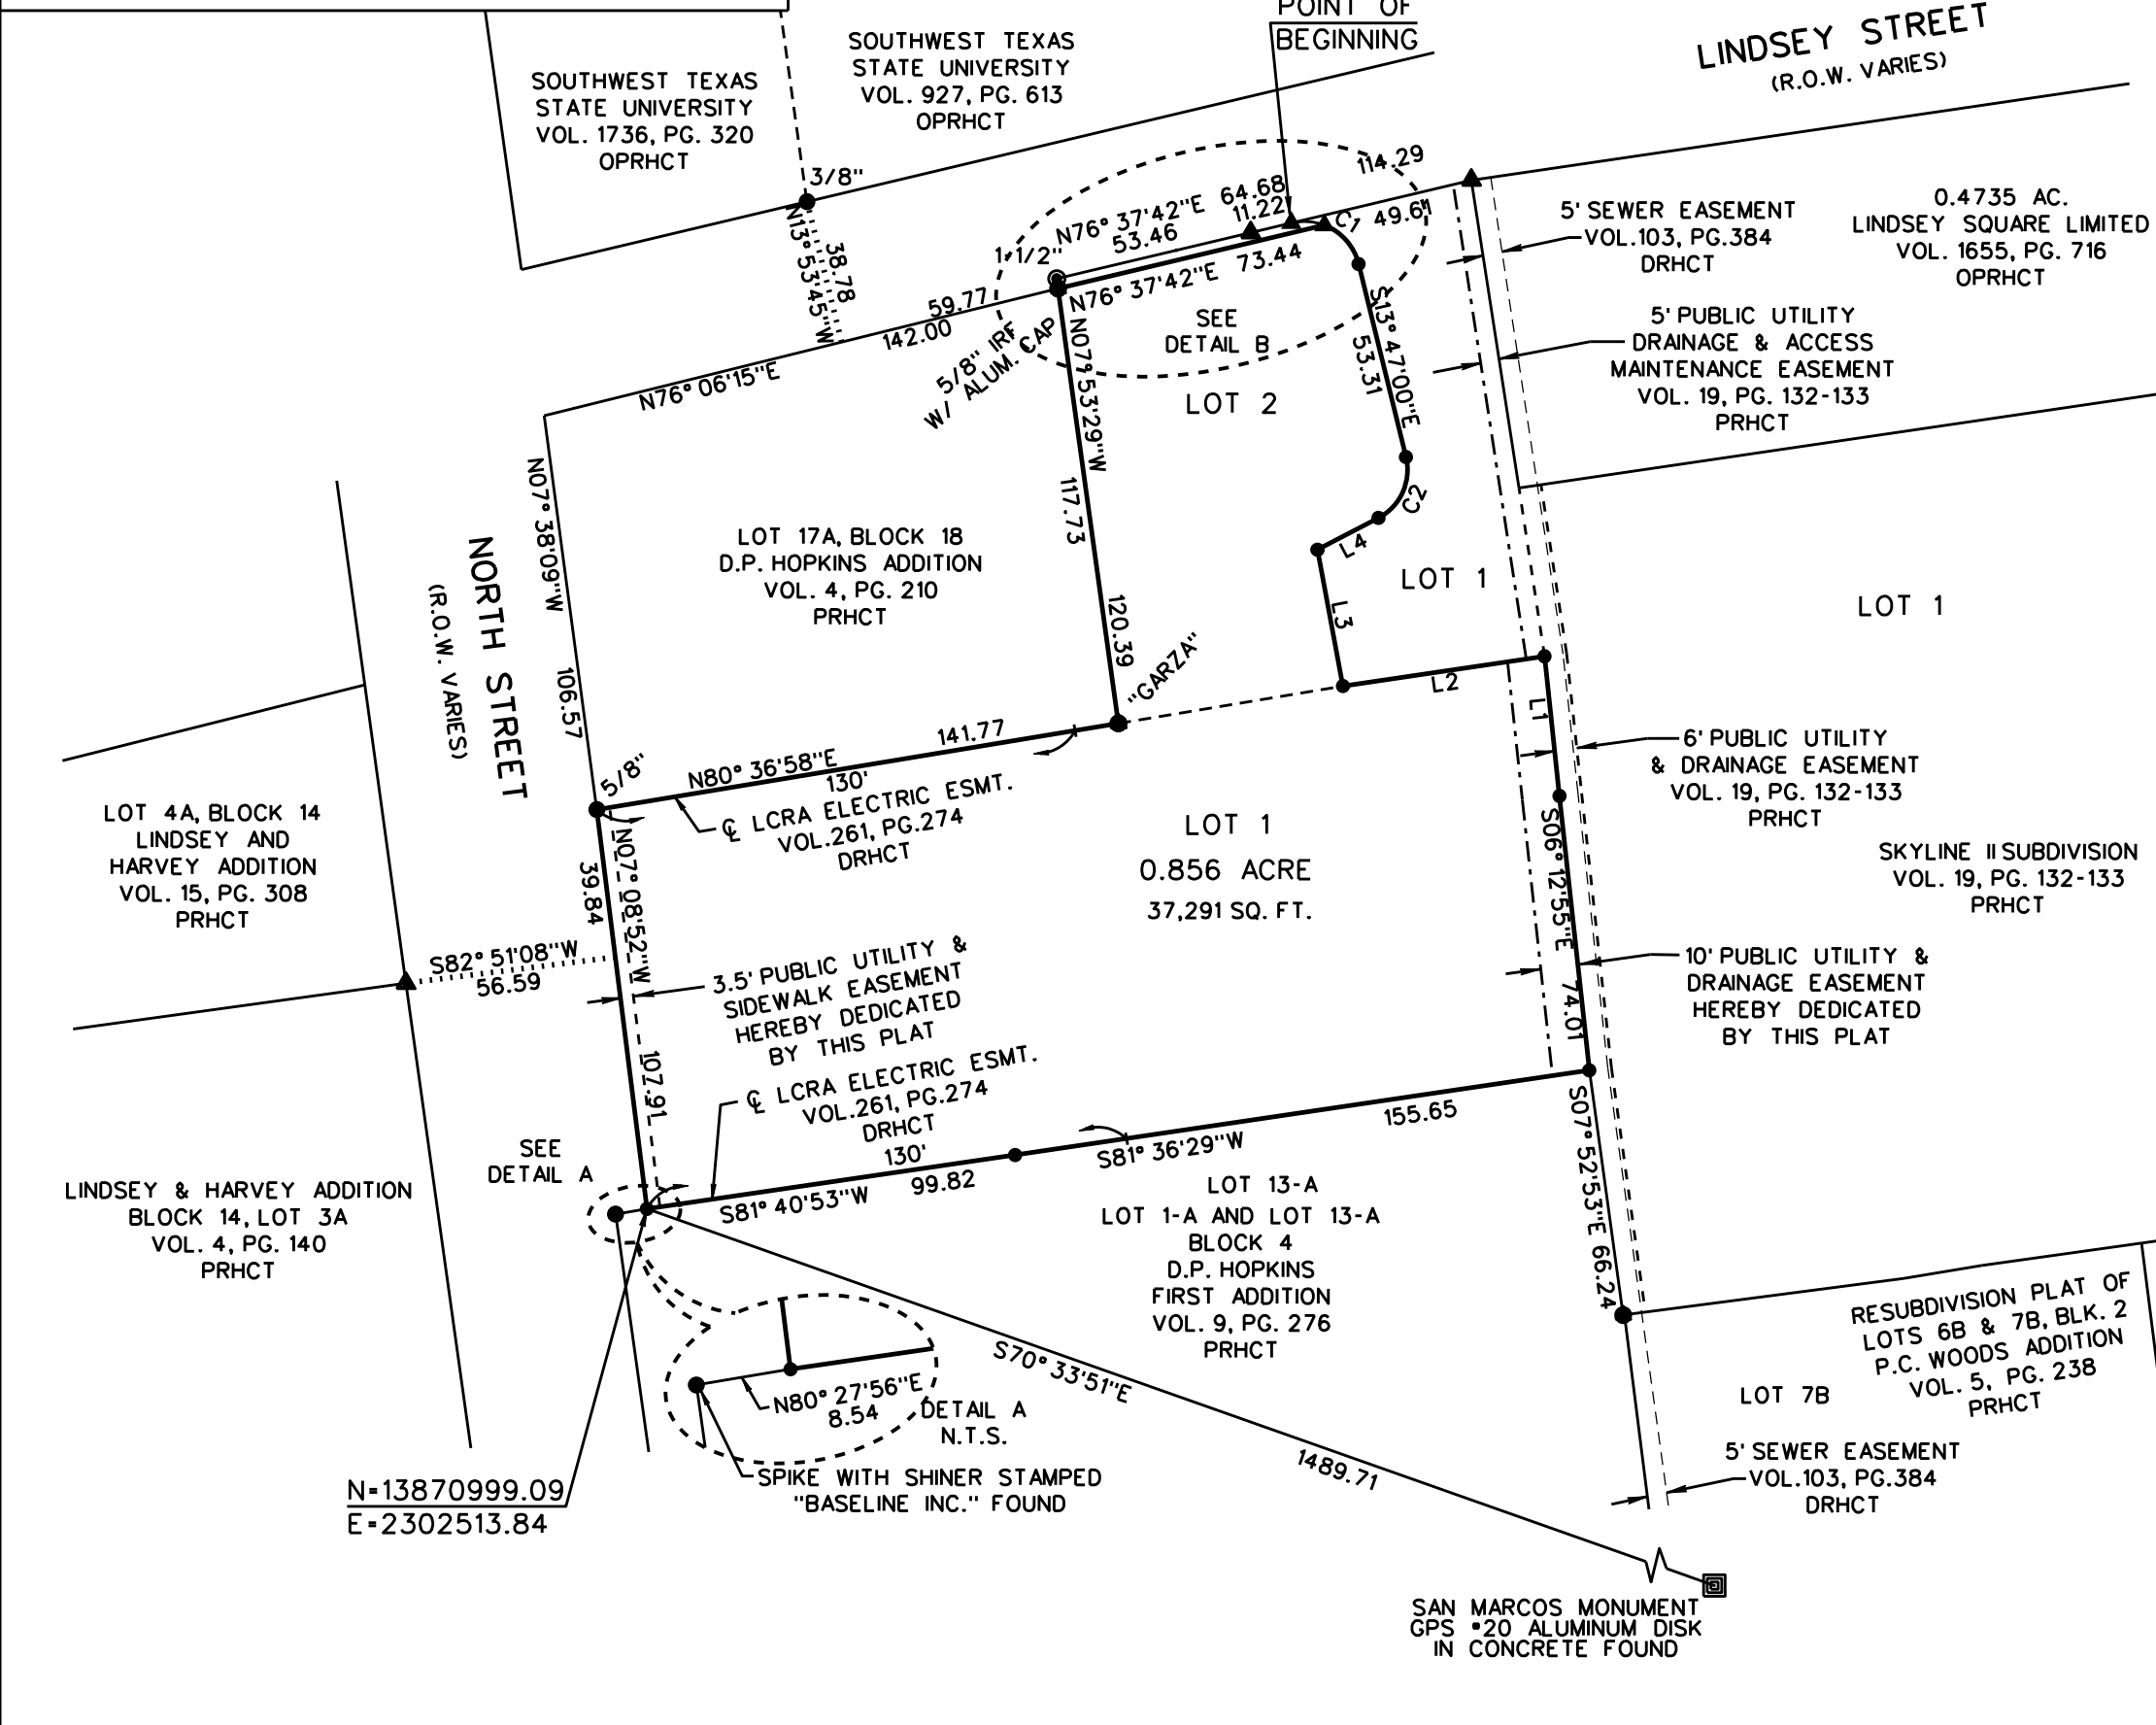 POINT OF
BEGINNING
LINDSEY STREET
(R.O.W. VARIES)
SOUTHWEST TEXAS
STATE UNIVERSITY
VOL. 1736, PG. 320
OPRHCT
SOUTHWEST TEXAS
STATE UNIVERSITY
VOL. 927, PG. 613
OPRHCT
3/8"
N13°53'45"W
38.78
114.29
N76°37'42"E 64.68
11.22
53.46
49.61
C1
1-1/2"
N76°37'42"E 73.44
59.77
142.00
N76°06'15"E
5/8" IRF
W/ ALUM. CAP
SEE
DETAIL B
LOT 2
S13°47'00"E
53.31
C2
L4
L3
L2
L1
LOT 1
N07°53'29"W
117.73
120.39
"GARZA"
5' SEWER EASEMENT
VOL.103, PG.384
DRHCT
0.4735 AC.
LINDSEY SQUARE LIMITED
VOL. 1655, PG. 716
OPRHCT
5' PUBLIC UTILITY
DRAINAGE & ACCESS
MAINTENANCE EASEMENT
VOL. 19, PG. 132-133
PRHCT
LOT 1
N07°38'09"W
106.57
NORTH STREET
(R.O.W. VARIES)
LOT 17A, BLOCK 18
D.P. HOPKINS ADDITION
VOL. 4, PG. 210
PRHCT
5/8"
N80°36'58"E
141.77
130'
℄ LCRA ELECTRIC ESMT.
VOL.261, PG.274
DRHCT
6' PUBLIC UTILITY
& DRAINAGE EASEMENT
VOL. 19, PG. 132-133
PRHCT
LOT 4A, BLOCK 14
LINDSEY AND
HARVEY ADDITION
VOL. 15, PG. 308
PRHCT
39.84
N07°08'52"W
107.91
LOT 1
0.856 ACRE
37,291 SQ. FT.
S06°12'55"E
74.01
SKYLINE II SUBDIVISION
VOL. 19, PG. 132-133
PRHCT
S82°51'08"W
56.59
3.5' PUBLIC UTILITY &
SIDEWALK EASEMENT
HEREBY DEDICATED
BY THIS PLAT
10' PUBLIC UTILITY &
DRAINAGE EASEMENT
HEREBY DEDICATED
BY THIS PLAT
℄ LCRA ELECTRIC ESMT.
VOL.261, PG.274
DRHCT
130'
99.82
S81°40'53"W
S81°36'29"W
155.65
SEE
DETAIL A
S07°52'53"E 66.24
LINDSEY & HARVEY ADDITION
BLOCK 14, LOT 3A
VOL. 4, PG. 140
PRHCT
LOT 13-A
LOT 1-A AND LOT 13-A
BLOCK 4
D.P. HOPKINS
FIRST ADDITION
VOL. 9, PG. 276
PRHCT
RESUBDIVISION PLAT OF
LOTS 6B & 7B, BLK. 2
P.C. WOODS ADDITION
VOL. 5, PG. 238
PRHCT
LOT 7B
S70°33'51"E
1489.71
N80°27'56"E
8.54
DETAIL A
N.T.S.
SPIKE WITH SHINER STAMPED
"BASELINE INC." FOUND
5' SEWER EASEMENT
VOL.103, PG.384
DRHCT
N=13870999.09
E=2302513.84
SAN MARCOS MONUMENT
GPS #20 ALUMINUM DISK
IN CONCRETE FOUND